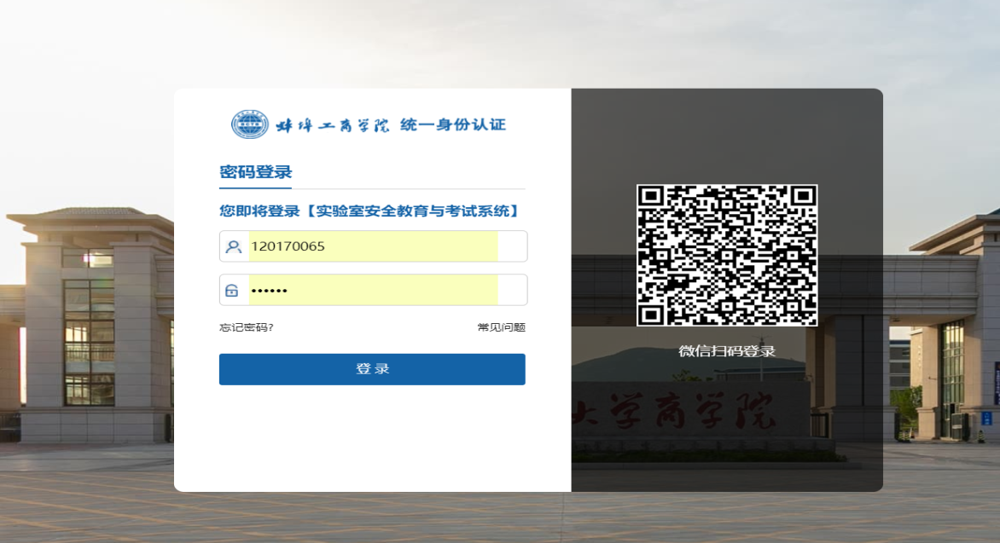 蚌埠工商学院 统一身份认证
密码登录
您即将登录【实验室安全教育与考试系统】
120170065
••••••
忘记密码? 常见问题
登 录
微信扫码登录
大学商学院